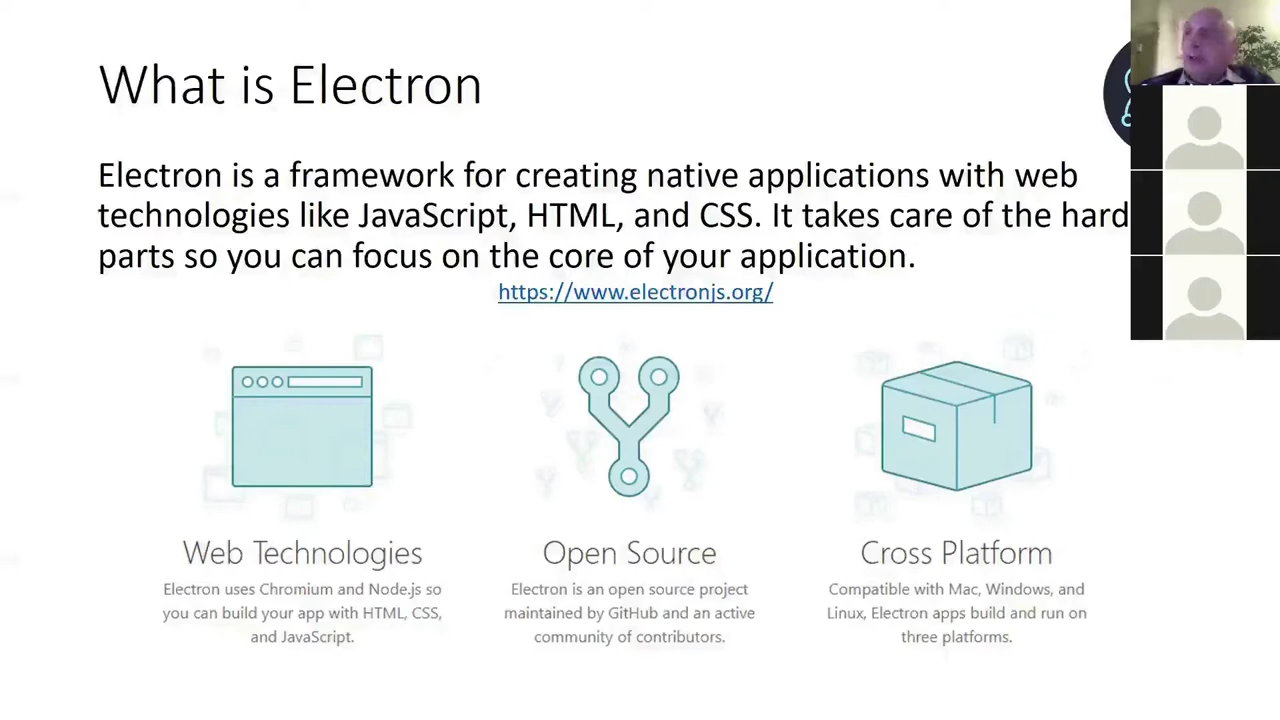 What is Electron
Electron is a framework for creating native applications with web
technologies like JavaScript, HTML, and CSS. It takes care of the hard
parts so you can focus on the core of your application.
https://www.electronjs.org/
Web Technologies
Electron uses Chromium and Node.js so
you can build your app with HTML, CSS,
and JavaScript.
Open Source
Electron is an open source project
maintained by GitHub and an active
community of contributors.
Cross Platform
Compatible with Mac, Windows, and
Linux, Electron apps build and run on
three platforms.